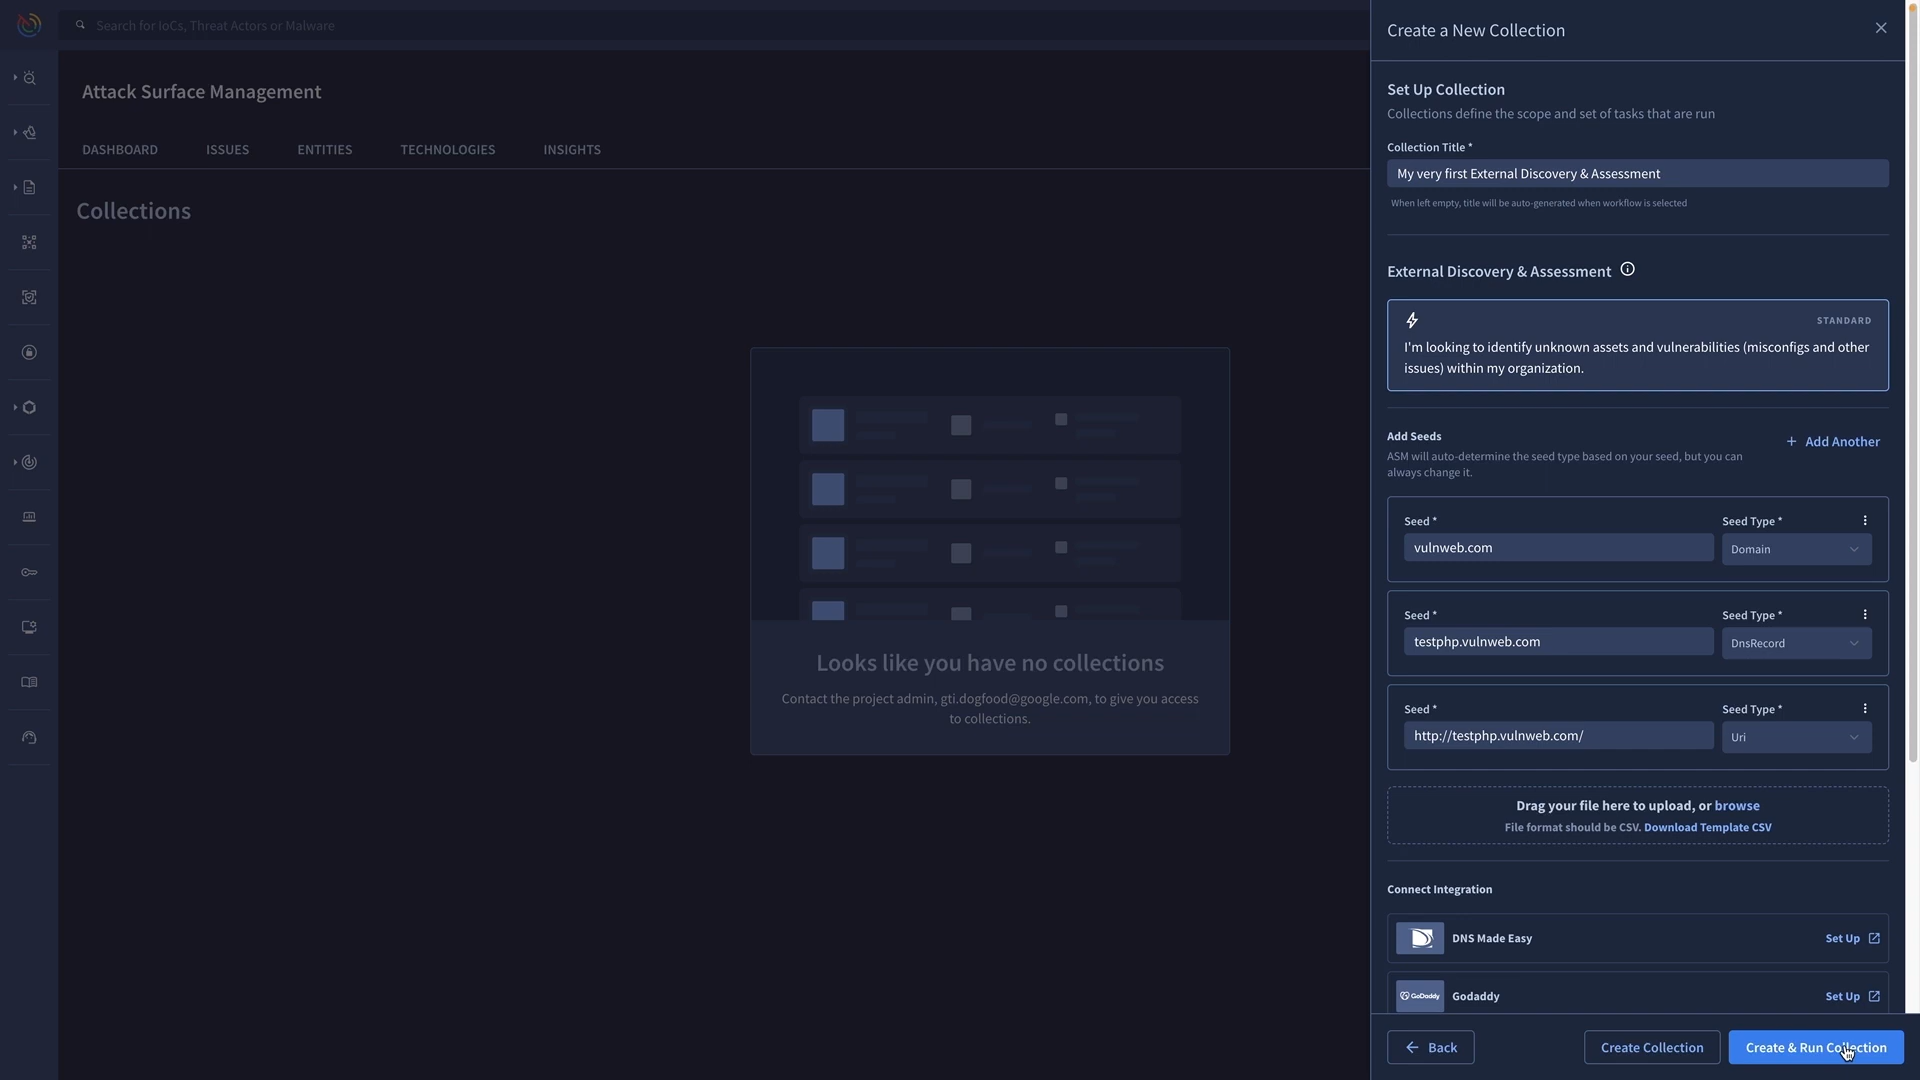 Search for IoCs, Threat Actors or Malware
Attack Surface Management
DASHBOARD
ISSUES
ENTITIES
TECHNOLOGIES
INSIGHTS
Collections
Looks like you have no collections
Contact the project admin, gti.dogfood@google.com, to give you access
to collections.
Create a New Collection
Set Up Collection
Collections define the scope and set of tasks that are run
Collection Title *
My very first External Discovery & Assessment
When left empty, title will be auto-generated when workflow is selected
External Discovery & Assessment
STANDARD
I'm looking to identify unknown assets and vulnerabilities (misconfigs and other
issues) within my organization.
Add Seeds
+ Add Another
ASM will auto-determine the seed type based on your seed, but you can
always change it.
Seed *
Seed Type *
vulnweb.com
Domain
Seed *
Seed Type *
testphp.vulnweb.com
DnsRecord
Seed *
Seed Type *
http://testphp.vulnweb.com/
Uri
Drag your file here to upload, or browse
File format should be CSV. Download Template CSV
Connect Integration
DNS Made Easy
Set Up
GoDaddy
Godaddy
Set Up
Back
Create Collection
Create & Run Collection